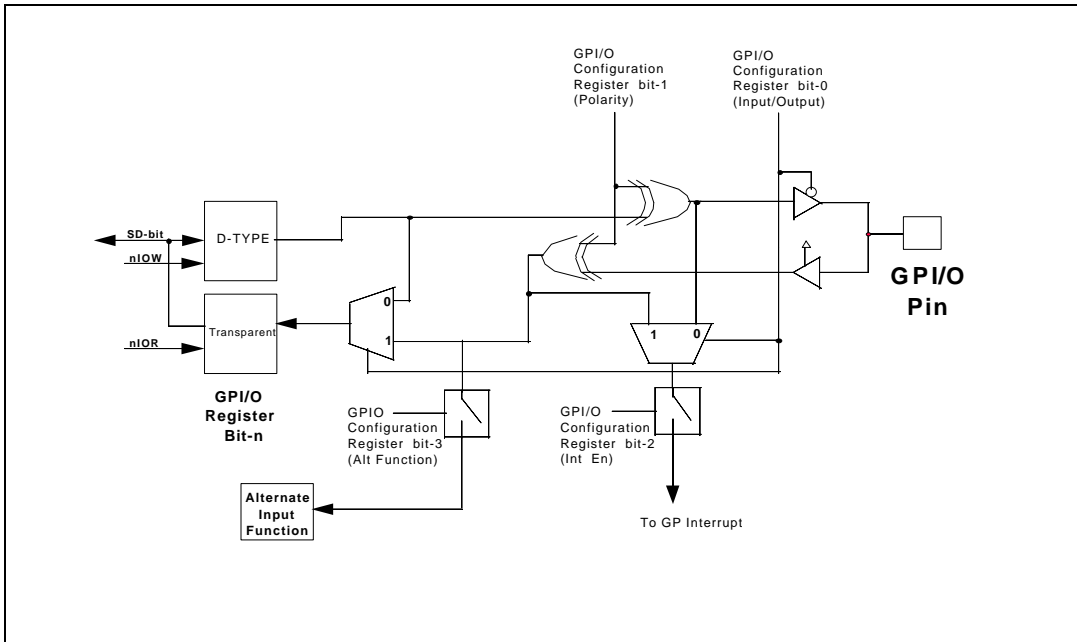 GPI/O
Configuration
Register bit-1
(Polarity)
GPI/O
Configuration
Register bit-0
(Input/Output)
SD-bit
D-TYPE
nIOW
GPI/O
Pin
0
1
Transparent
nIOR
1
0
GPI/O
Register
Bit-n
GPIO
Configuration
Register bit-3
(Alt Function)
GPI/O
Configuration
Register bit-2
(Int En)
Alternate
Input
Function
To GP Interrupt